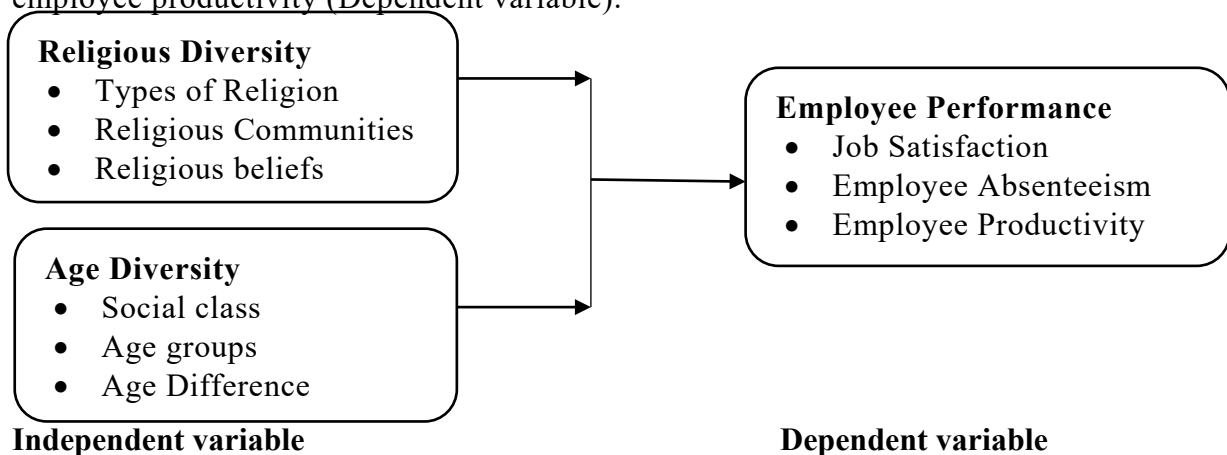 employee productivity (Dependent variable).
Religious Diversity
• Types of Religion
• Religious Communities
• Religious beliefs
Age Diversity
• Social class
• Age groups
• Age Difference
Employee Performance
• Job Satisfaction
• Employee Absenteeism
• Employee Productivity
Independent variable
Dependent variable